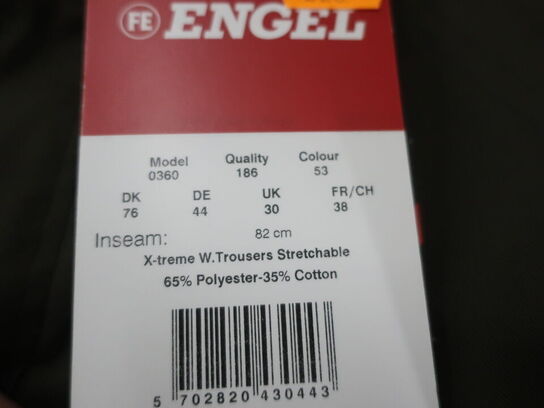 FE ENGEL
Model Quality Colour
0360 186 53
DK DE UK FR/CH
76 44 30 38
Inseam: 82 cm
X-treme W.Trousers Stretchable
65% Polyester-35% Cotton
5 702820 430443